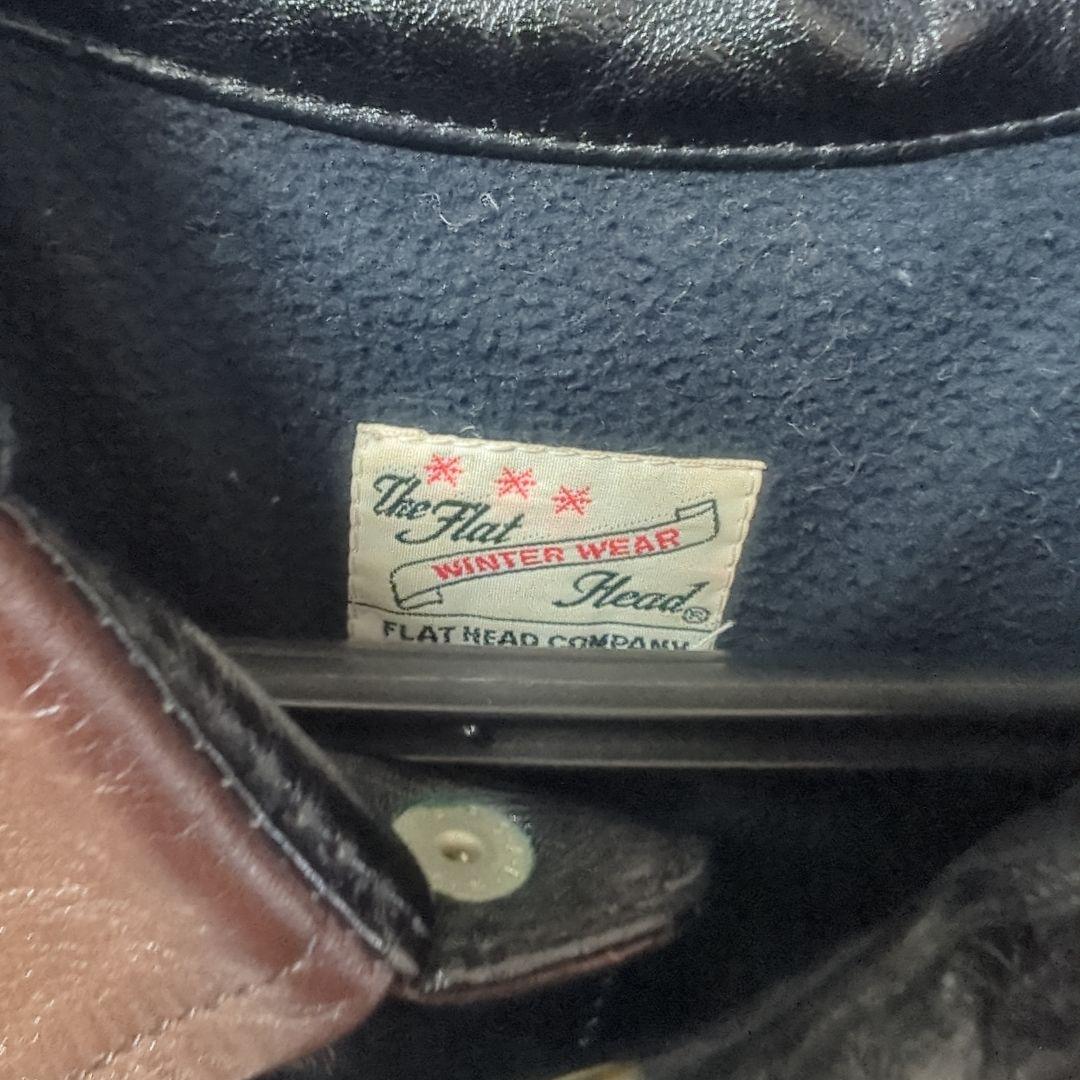 The Flat
WINTER WEAR
Head®
FLAT HEAD COMPANY